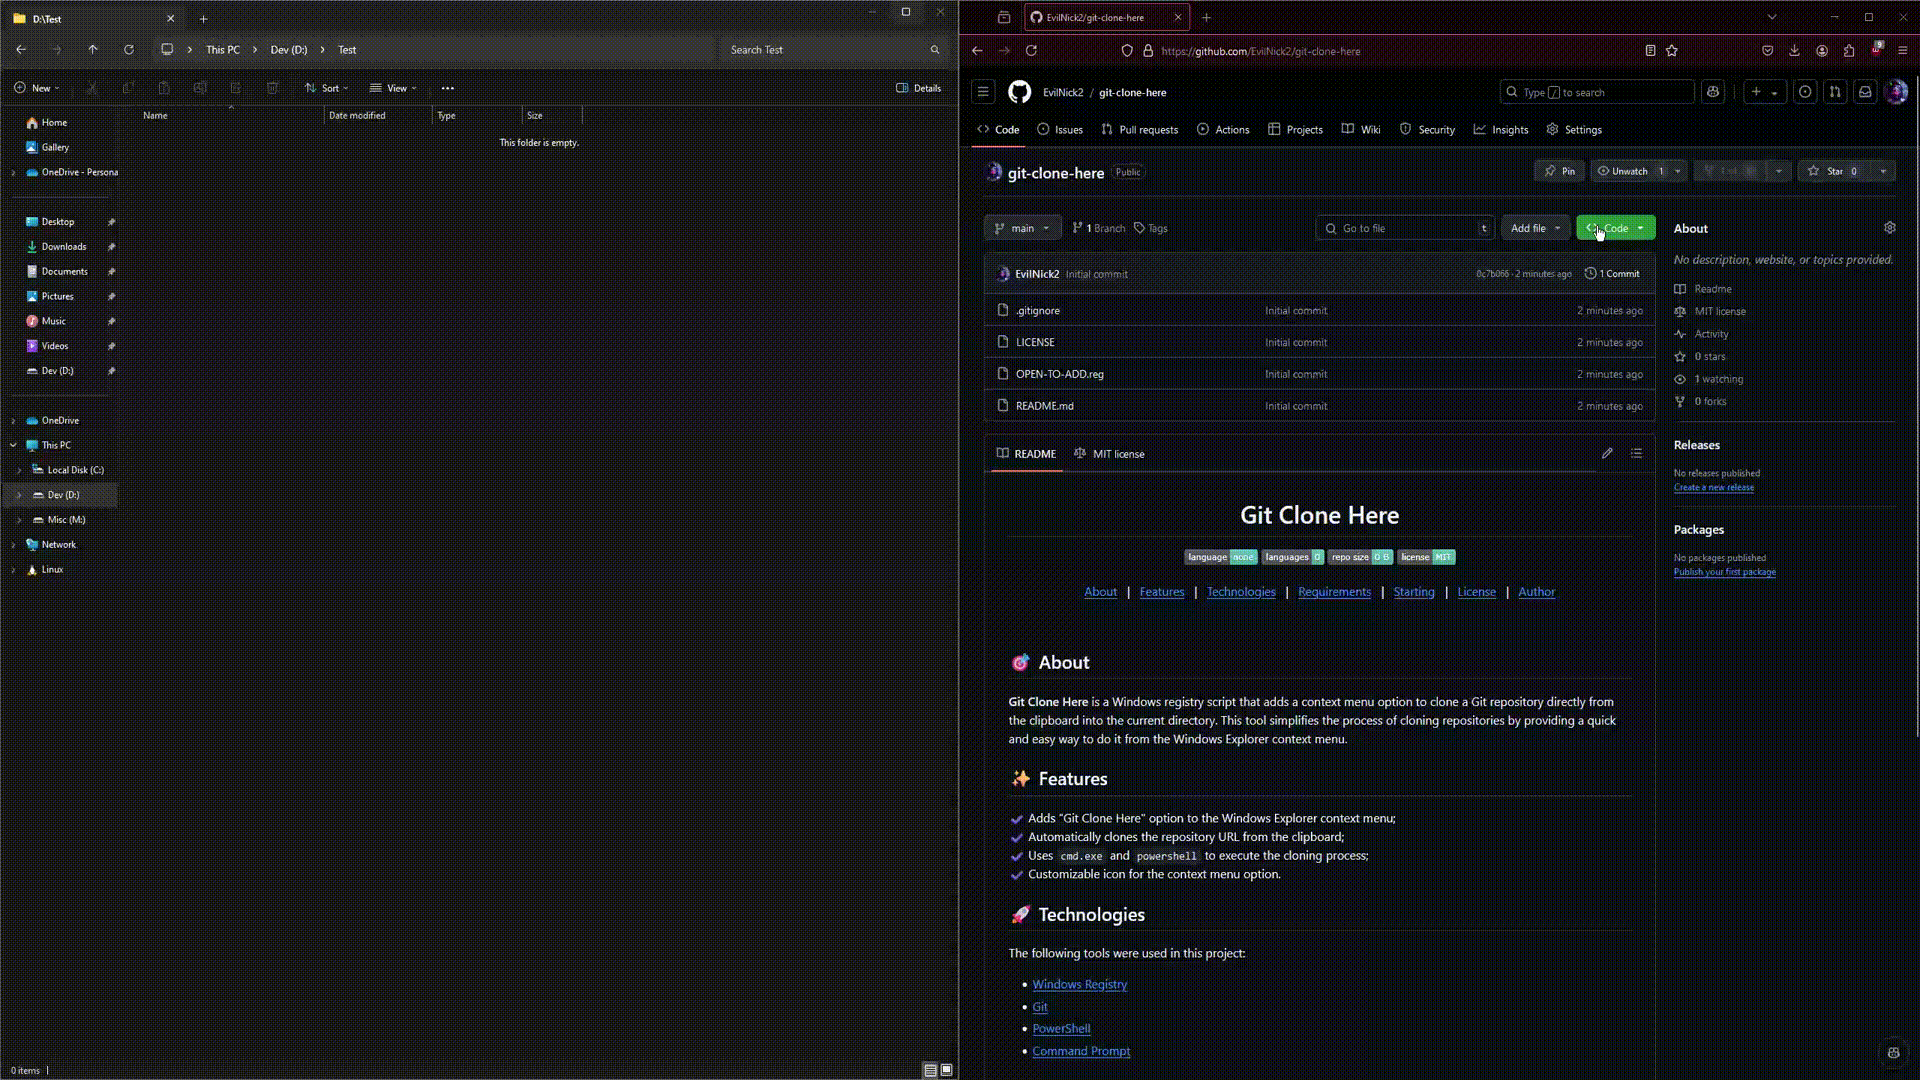 D:\Test
This PC
Dev (D:)
Test
Search Test
New
Sort
View
Details
Name
Date modified
Type
Size
This folder is empty.
Home
Gallery
OneDrive - Persona
Desktop
Downloads
Documents
Pictures
Music
Videos
Dev (D:)
OneDrive
This PC
Local Disk (C:)
Dev (D:)
Misc (M:)
Network
Linux
0 items
EvilNick2/git-clone-here
https://github.com/EvilNick2/git-clone-here
9
EvilNick2 / git-clone-here
Type / to search
Code
Issues
Pull requests
Actions
Projects
Wiki
Security
Insights
Settings
git-clone-here
Public
Pin
Unwatch 1
Star 0
main
1 Branch
Tags
Go to file
t
Add file
Code
EvilNick2 Initial commit
0c7b066 · 2 minutes ago
1 Commit
.gitignore Initial commit 2 minutes ago
LICENSE Initial commit 2 minutes ago
OPEN-TO-ADD.reg Initial commit 2 minutes ago
README.md Initial commit 2 minutes ago
README
MIT license
Git Clone Here
language none languages 0 repo size 0 B license MIT
About | Features | Technologies | Requirements | Starting | License | Author
About
Git Clone Here is a Windows registry script that adds a context menu option to clone a Git repository directly from
the clipboard into the current directory. This tool simplifies the process of cloning repositories by providing a quick
and easy way to do it from the Windows Explorer context menu.
Features
Adds "Git Clone Here" option to the Windows Explorer context menu;
Automatically clones the repository URL from the clipboard;
Uses cmd.exe and powershell to execute the cloning process;
Customizable icon for the context menu option.
Technologies
The following tools were used in this project:
Windows Registry
Git
PowerShell
Command Prompt
About
No description, website, or topics provided.
Readme
MIT license
Activity
0 stars
1 watching
0 forks
Releases
No releases published
Create a new release
Packages
No packages published
Publish your first package